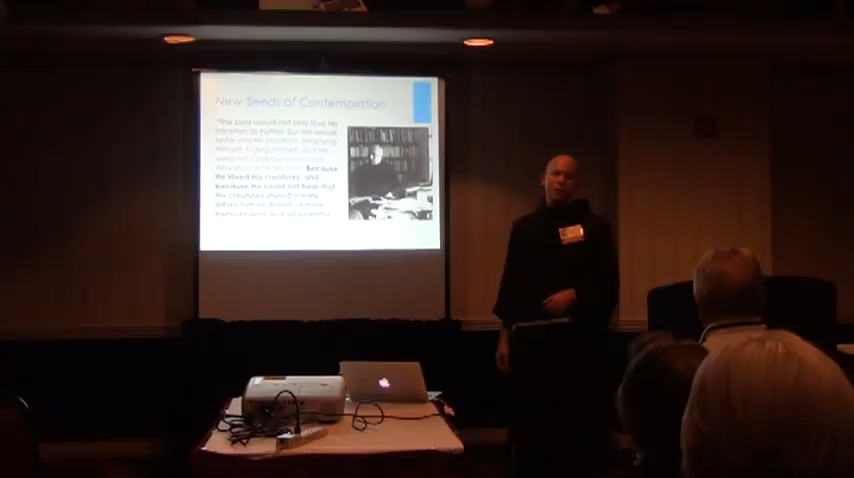 New Seeds of Contemplation
"The Lord would not only love His
creation as Father, but He would
enter into His creation, emptying
Himself, hiding Himself, as if He
were not God but a creature.
Why should He do this? Because
He loved His creatures, and
because He could not bear that
His creatures should merely
adore Him as distant, remote,
transcendent, and all powerful